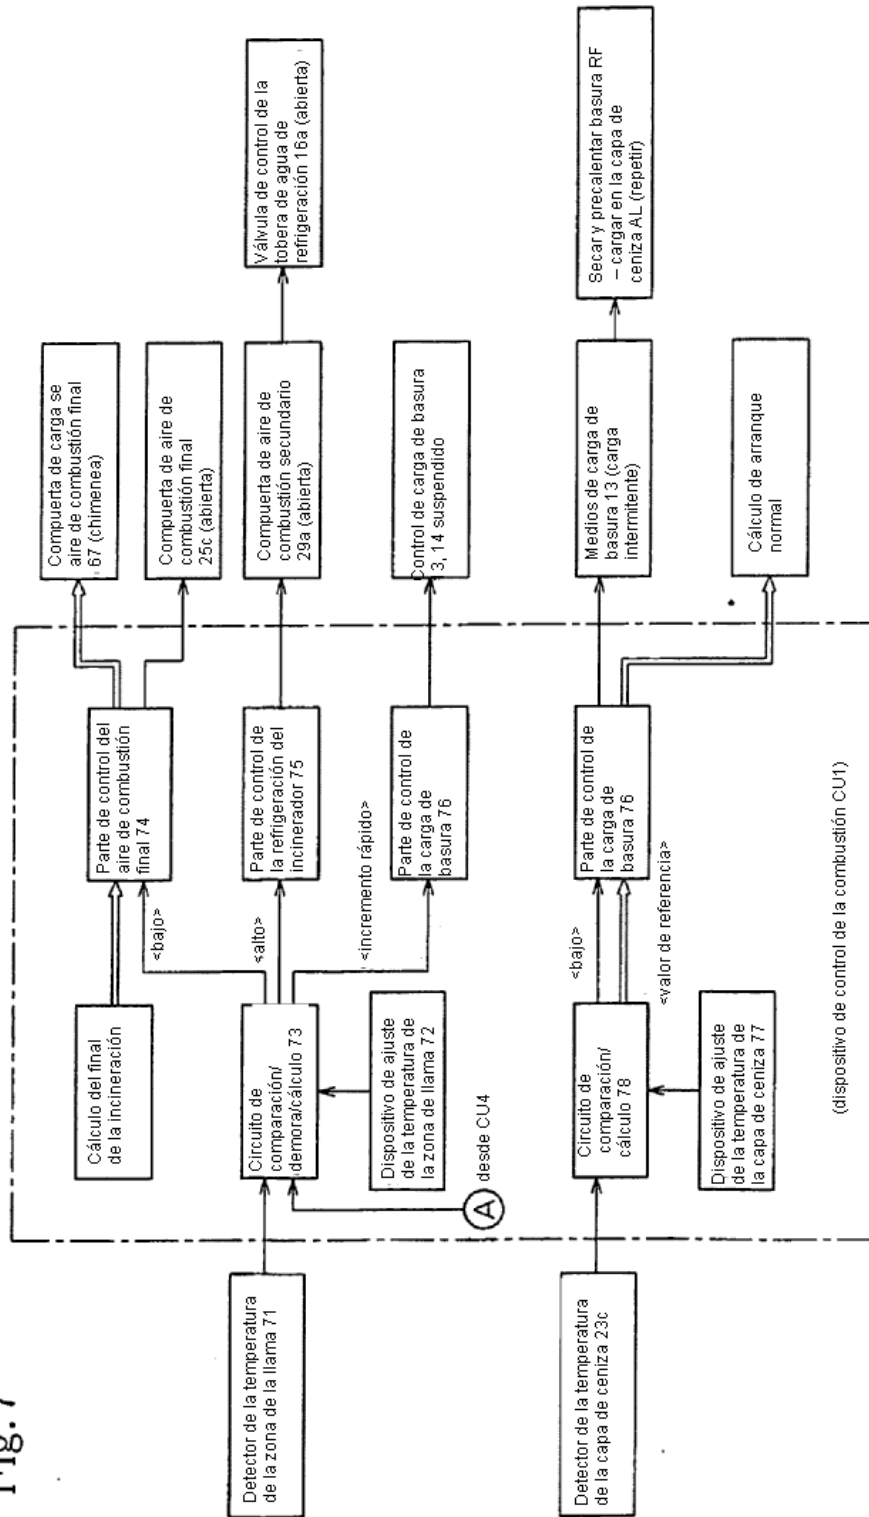 Fig. 7
Detector de la temperatura
de la zona de la llama 71
Detector de la temperatura
de la capa de ceniza 23c
Cálculo del final
de la incineración
Circuito de
comparación/
demora/cálculo 73
Dispositivo de ajuste
de la temperatura de
la zona de llama 72
A
desde CU4
Circuito de
comparación/
cálculo 78
Dispositivo de ajuste
de la temperatura de
la capa de ceniza 77
<bajo>
<alto>
<incremento rápido>
<bajo>
<valor de referencia>
Parte de control del
aire de combustión
final 74
Parte de control de
la refrigeración del
incinerador 75
Parte de control de
la carga de
basura 76
Parte de control de
la carga de
basura 76
(dispositivo de control de la combustión CU1)
Compuerta de carga se
aire de combustión final
67 (chimenea)
Compuerta de aire de
combustión final
25c (abierta)
Compuerta de aire de
combustión secundario
29a (abierta)
Control de carga de basura
3, 14 suspendido
Medios de carga de
basura 13 (carga
intermitente)
Cálculo de arranque
normal
Válvula de control de la
tobera de agua de
refrigeración 16a (abierta)
Secar y precalentar basura RF
– cargar en la capa de
ceniza AL (repetir)